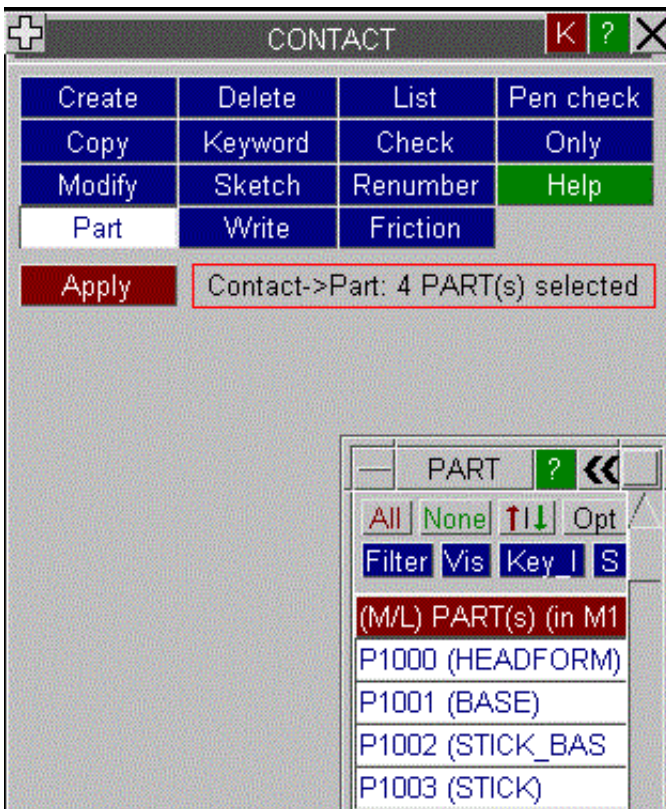 CONTACT K ?
Create Delete List Pen check
Copy Keyword Check Only
Modify Sketch Renumber Help
Part Write Friction
Apply Contact->Part: 4 PART(s) selected
PART ?
All None Opt
Filter Vis Key_I S
(M/L) PART(s) (in M1
P1000 (HEADFORM)
P1001 (BASE)
P1002 (STICK_BAS
P1003 (STICK)